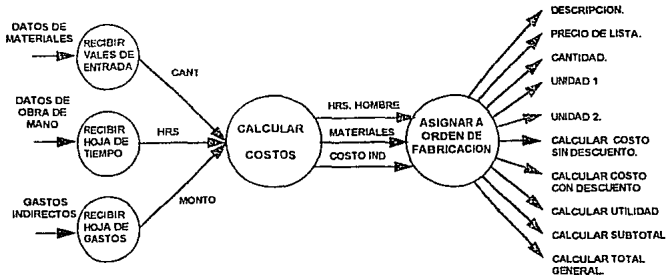 DATOS DE
MATERIALES
RECIBIR
VALES DE
ENTRADA
CANT
DATOS DE
OBRA DE
MANO
RECIBIR
HOJA DE
TIEMPO
HRS
GASTOS
INDIRECTOS
RECIBIR
HOJA DE
GASTOS
MONTO
CALCULAR
COSTOS
HRS. HOMBRE
MATERIALES
COSTO IND
ASIGNAR A
ORDEN DE
FABRICACION
DESCRIPCION.
PRECIO DE LISTA.
CANTIDAD.
UNIDAD 1
UNIDAD 2.
CALCULAR COSTO
SIN DESCUENTO.
CALCULAR COSTO
CON DESCUENTO
CALCULAR UTILIDAD
CALCULAR SUBTOTAL
CALCULAR TOTAL
GENERAL.